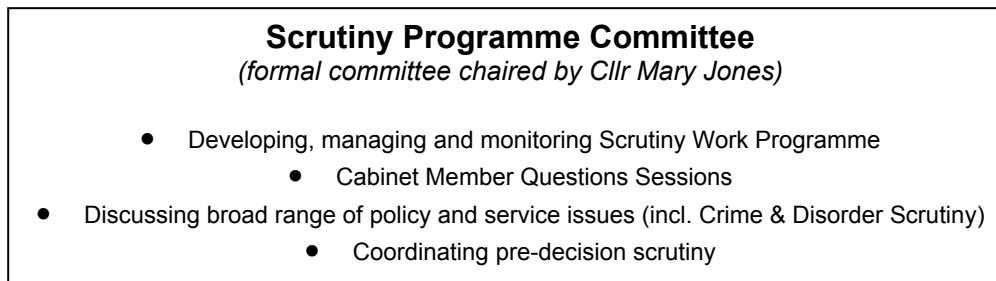 Scrutiny Programme Committee
(formal committee chaired by Cllr Mary Jones)
● Developing, managing and monitoring Scrutiny Work Programme
● Cabinet Member Questions Sessions
● Discussing broad range of policy and service issues (incl. Crime & Disorder Scrutiny)
● Coordinating pre-decision scrutiny